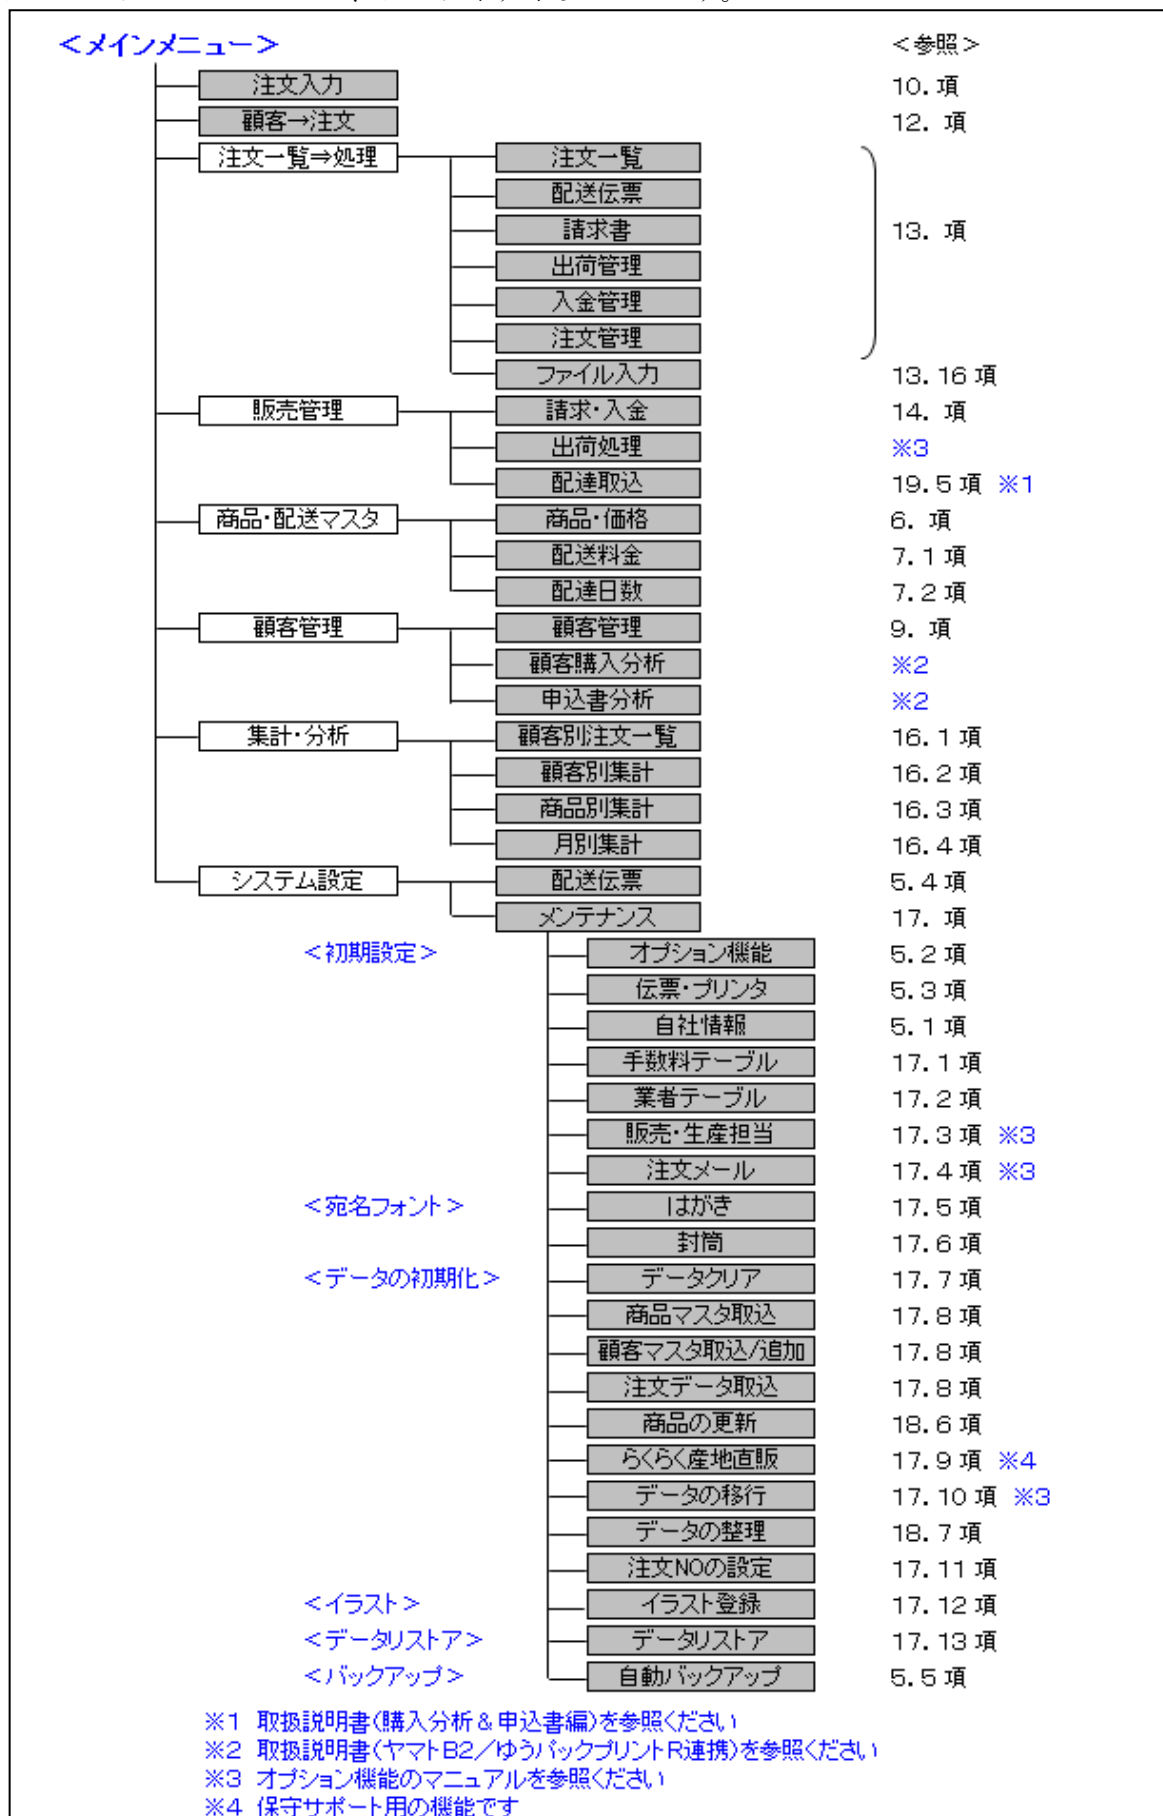 ＜メインメニュー＞ ＜参照＞
注文入力 10. 項
顧客→注文 12. 項
注文一覧⇒処理 注文一覧
配送伝票
請求書 13. 項
出荷管理
入金管理
注文管理
ファイル入力 13.16 項
販売管理 請求・入金 14. 項
出荷処理 ※3
配達取込 19.5 項 ※1
商品・配送マスタ 商品・価格 6. 項
配送料金 7.1 項
配達日数 7.2 項
顧客管理 顧客管理 9. 項
顧客購入分析 ※2
申込書分析 ※2
集計・分析 顧客別注文一覧 16.1 項
顧客別集計 16.2 項
商品別集計 16.3 項
月別集計 16.4 項
システム設定 配送伝票 5.4 項
メンテナンス 17. 項
＜初期設定＞ オプション機能 5.2 項
伝票・プリンタ 5.3 項
自社情報 5.1 項
手数料テーブル 17.1 項
業者テーブル 17.2 項
販売・生産担当 17.3 項 ※3
注文メール 17.4 項 ※3
＜宛名フォント＞ はがき 17.5 項
封筒 17.6 項
＜データの初期化＞ データクリア 17.7 項
商品マスタ取込 17.8 項
顧客マスタ取込/追加 17.8 項
注文データ取込 17.8 項
商品の更新 18.6 項
らくらく産地直販 17.9 項 ※4
データの移行 17.10 項 ※3
データの整理 18.7 項
注文NOの設定 17.11 項
＜イラスト＞ イラスト登録 17.12 項
＜データリストア＞ データリストア 17.13 項
＜バックアップ＞ 自動バックアップ 5.5 項
※1 取扱説明書(購入分析＆申込書編)を参照ください
※2 取扱説明書(ヤマトB2／ゆうパックプリントR連携)を参照ください
※3 オプション機能のマニュアルを参照ください
※4 保守サポート用の機能です